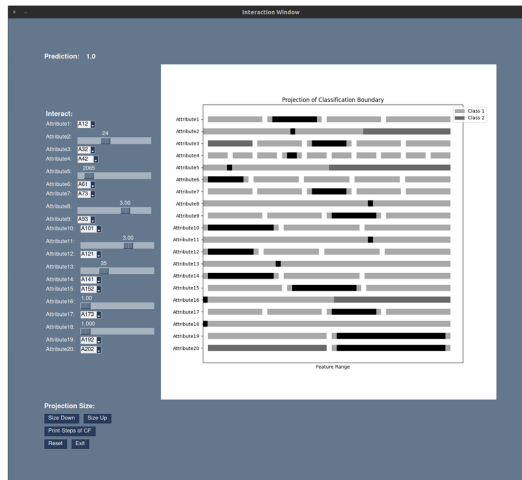 Interaction Window
Prediction: 1.0
Interact:
Attribute1: A12
Attribute2: 24
Attribute3: A32
Attribute4: A42
Attribute5: 2065
Attribute6: A61
Attribute7: A73
Attribute8: 3.00
Attribute9: A93
Attribute10: A101
Attribute11: 3.00
Attribute12: A121
Attribute13: 35
Attribute14: A141
Attribute15: A152
Attribute16: 1.00
Attribute17: A173
Attribute18: 1.000
Attribute19: A192
Attribute20: A202
Projection of Classification Boundary
Class 1
Class 2
Attribute1
Attribute2
Attribute3
Attribute4
Attribute5
Attribute6
Attribute7
Attribute8
Attribute9
Attribute10
Attribute11
Attribute12
Attribute13
Attribute14
Attribute15
Attribute16
Attribute17
Attribute18
Attribute19
Attribute20
Feature Range
Projection Size:
Size Down Size Up
Print Steps of CF
Reset Exit